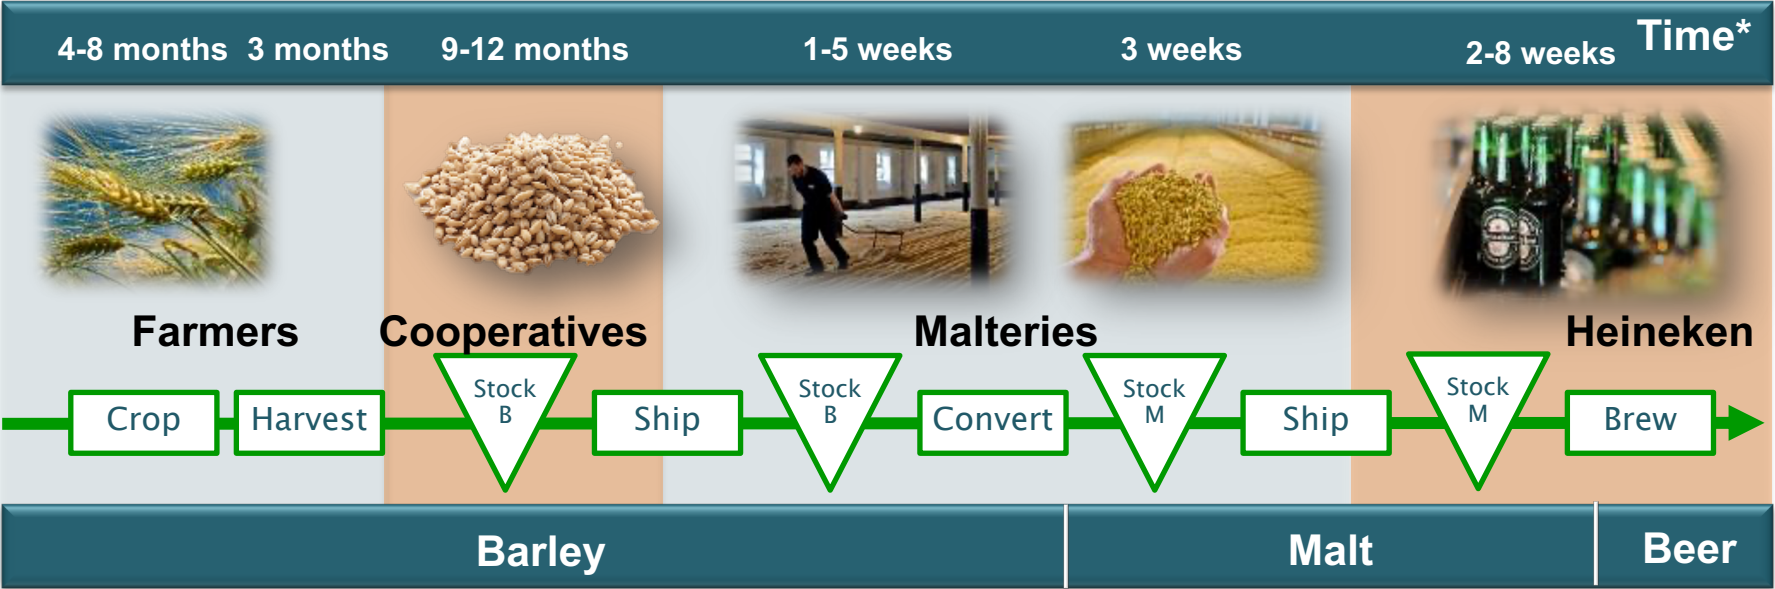 4-8 months 3 months 9-12 months 1-5 weeks 3 weeks 2-8 weeks Time*
Farmers Cooperatives Malteries Heineken
Crop Harvest Stock B Ship Stock B Convert Stock M Ship Stock M Brew
Barley Malt Beer